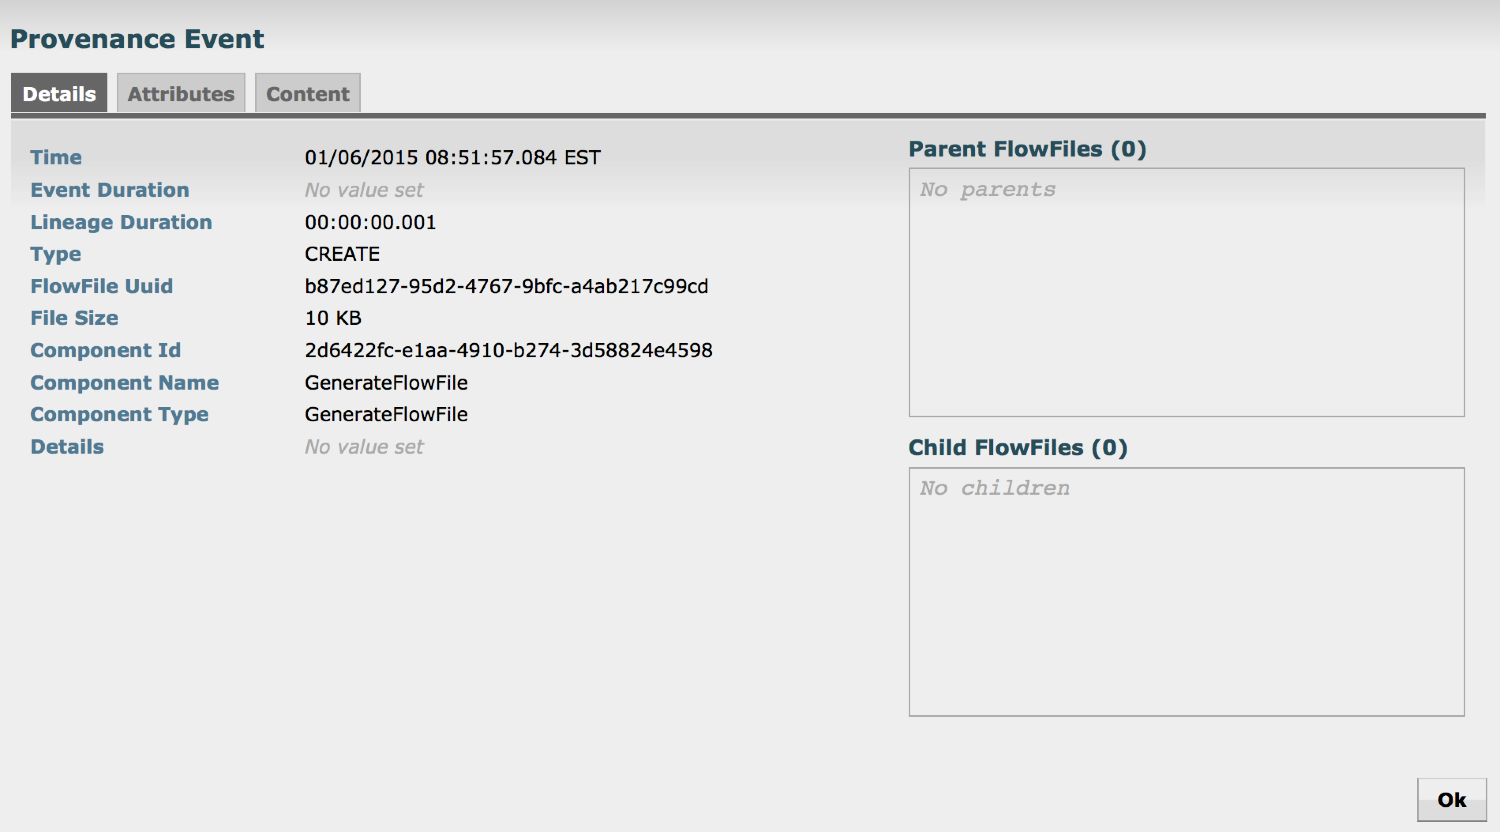 Provenance Event
Details Attributes Content
Time 01/06/2015 08:51:57.084 EST
Event Duration No value set
Lineage Duration 00:00:00.001
Type CREATE
FlowFile Uuid b87ed127-95d2-4767-9bfc-a4ab217c99cd
File Size 10 KB
Component Id 2d6422fc-e1aa-4910-b274-3d58824e4598
Component Name GenerateFlowFile
Component Type GenerateFlowFile
Details No value set
Parent FlowFiles (0)
No parents
Child FlowFiles (0)
No children
Ok